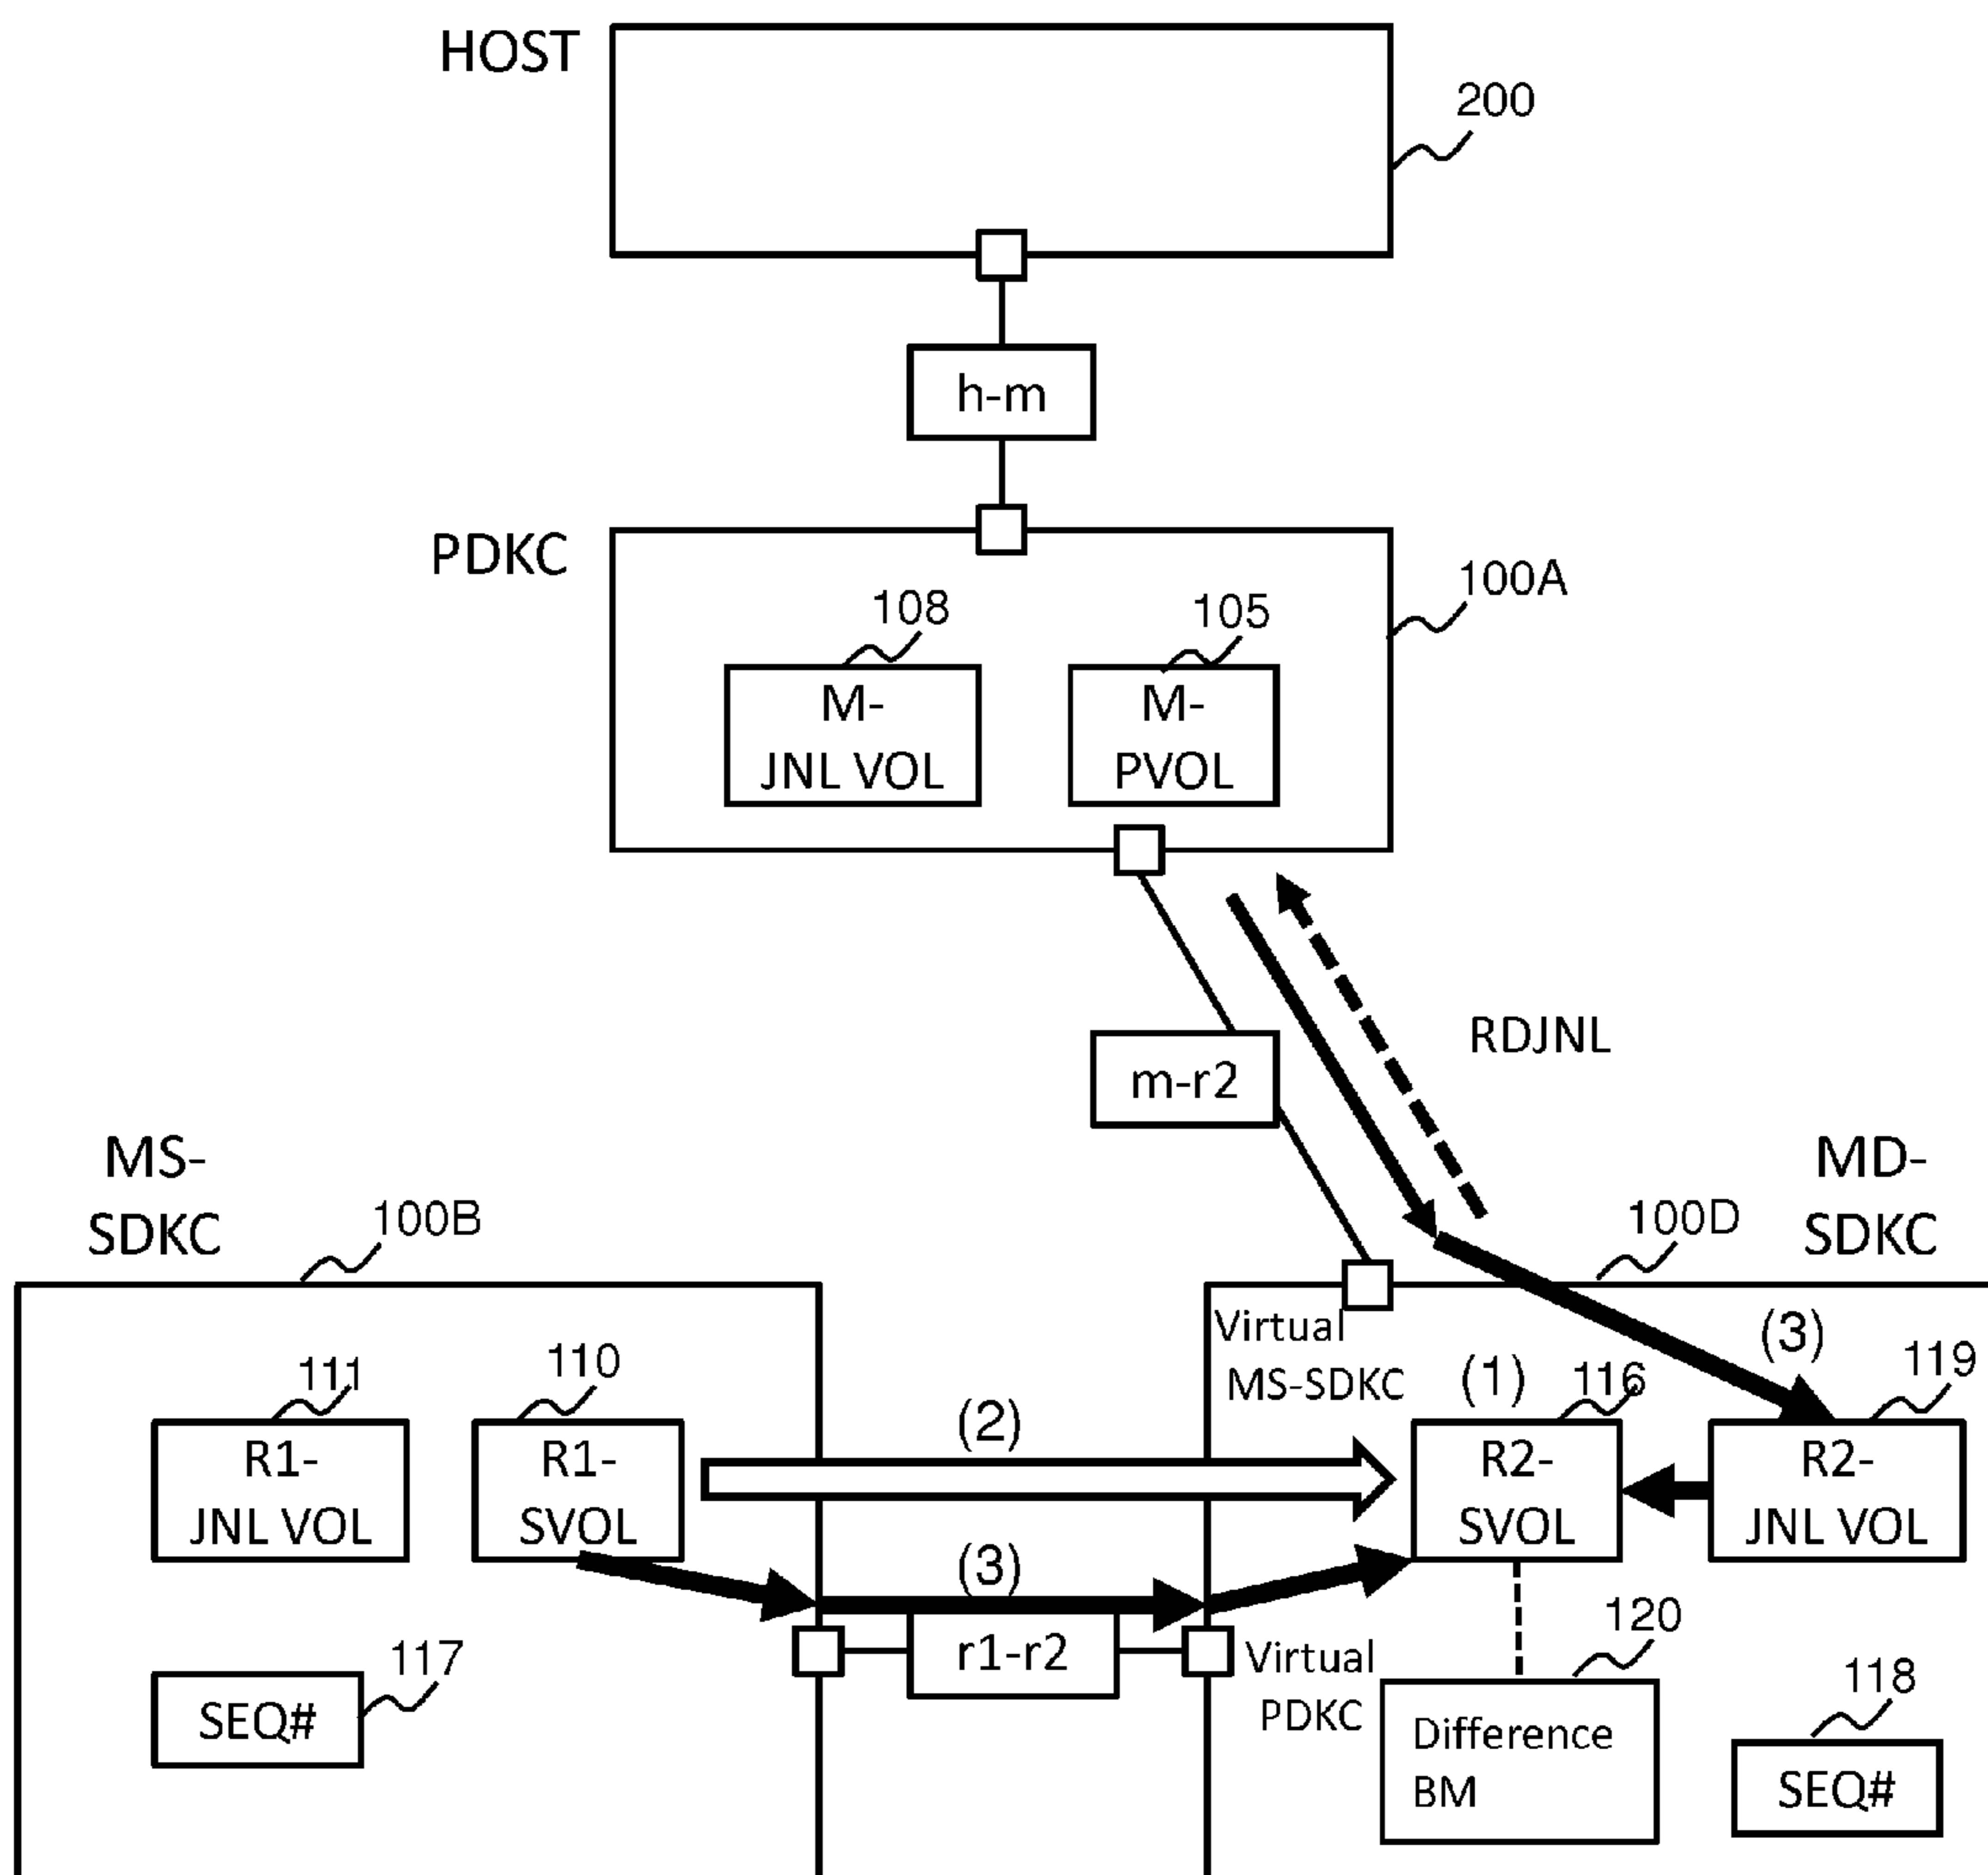 HOST
200
h-m
PDKC
100A
108
105
M-
JNL VOL
M-
PVOL
RDJNL
m-r2
MS-
SDKC
100B
MD-
SDKC
100D
Virtual
MS-SDKC
(1)
(3)
111
110
116
119
(2)
R1-
JNL VOL
R1-
SVOL
R2-
SVOL
R2-
JNL VOL
(3)
r1-r2
117
SEQ#
Virtual
PDKC
120
Difference
BM
118
SEQ#